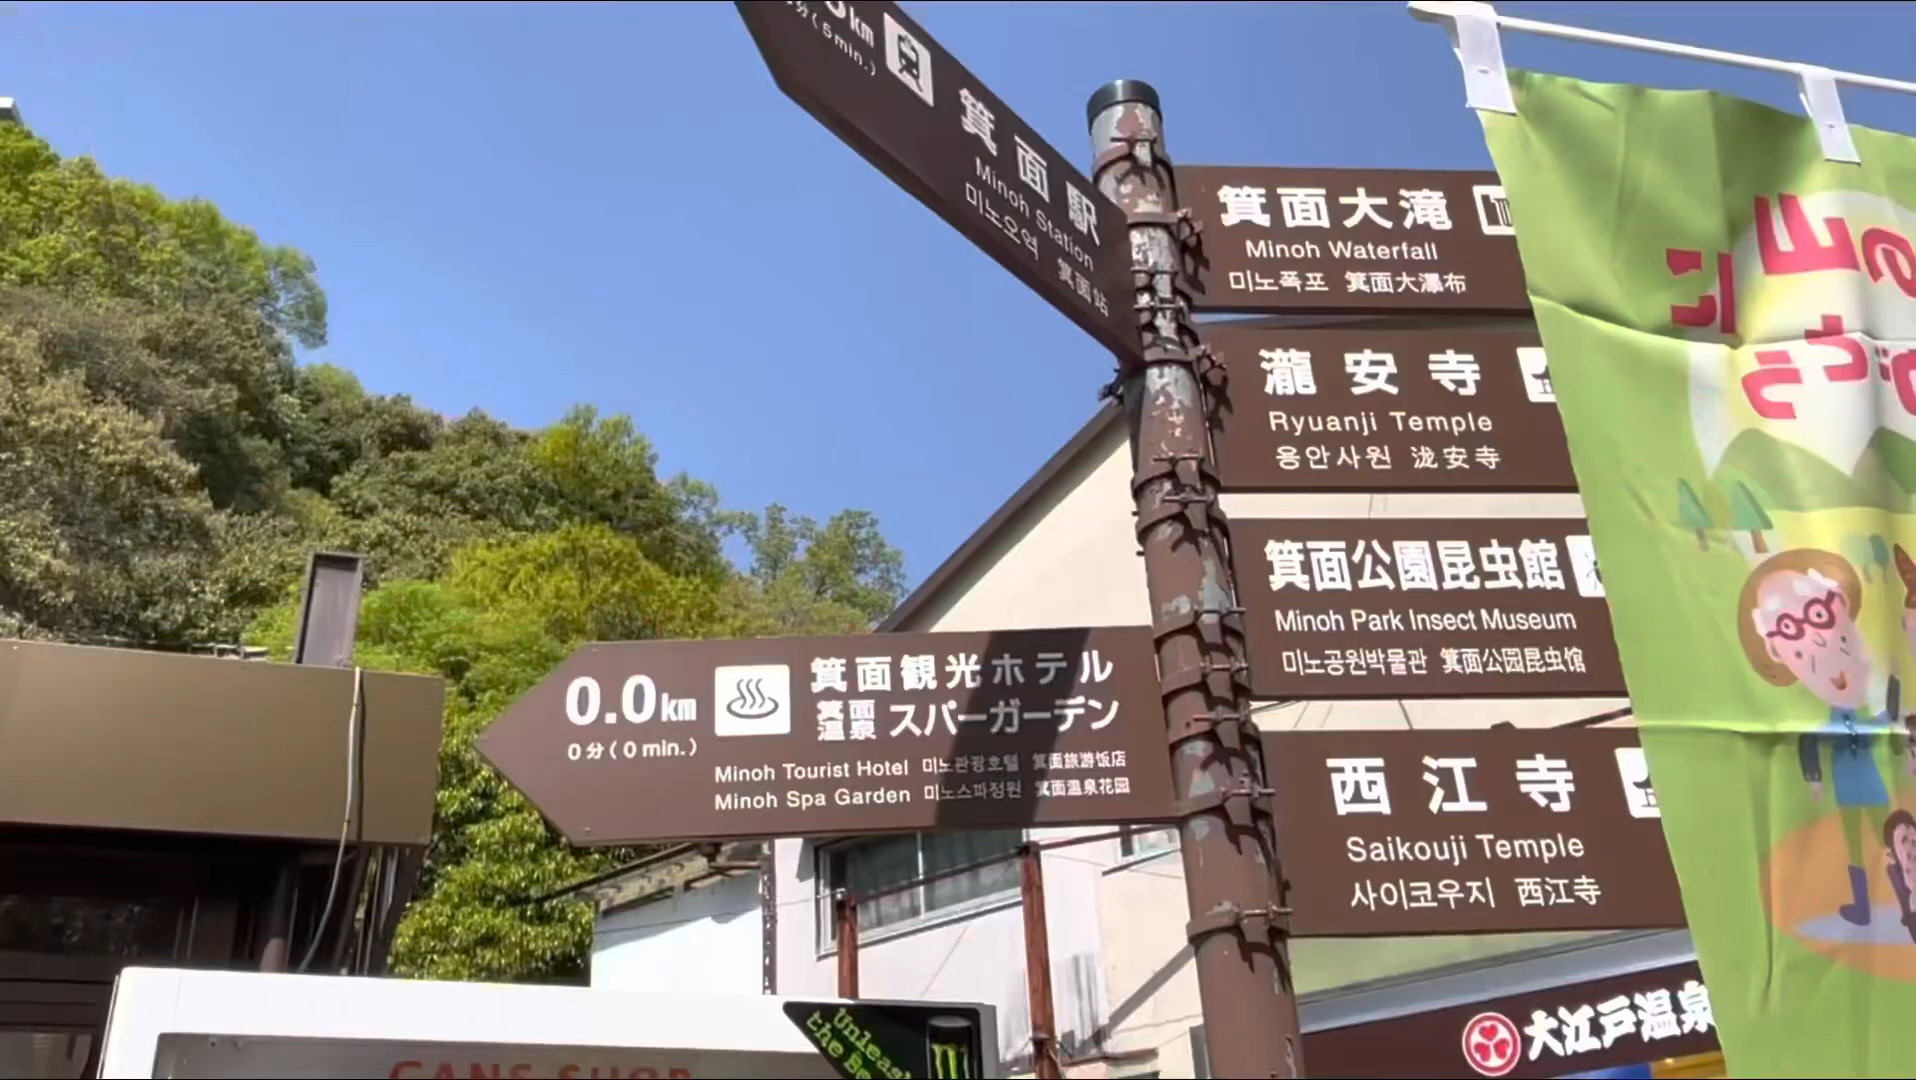 km
分(5min.)
箕面駅
Minoh Station
미노오역 箕面站
箕面大滝
Minoh Waterfall
미노폭포 箕面大瀑布
瀧安寺
Ryuanji Temple
용안사원 泷安寺
箕面公園昆虫館
Minoh Park Insect Museum
미노공원박물관 箕面公园昆虫馆
0.0km
0分(0min.)
箕面観光ホテル
箕面温泉スパーガーデン
Minoh Tourist Hotel 미노관광호텔 箕面旅游饭店
Minoh Spa Garden 미노스파정원 箕面温泉花园
西江寺
Saikouji Temple
사이코우지 西江寺
大江戸温泉
Unleash
the Be
CANS SHOP
の山
に